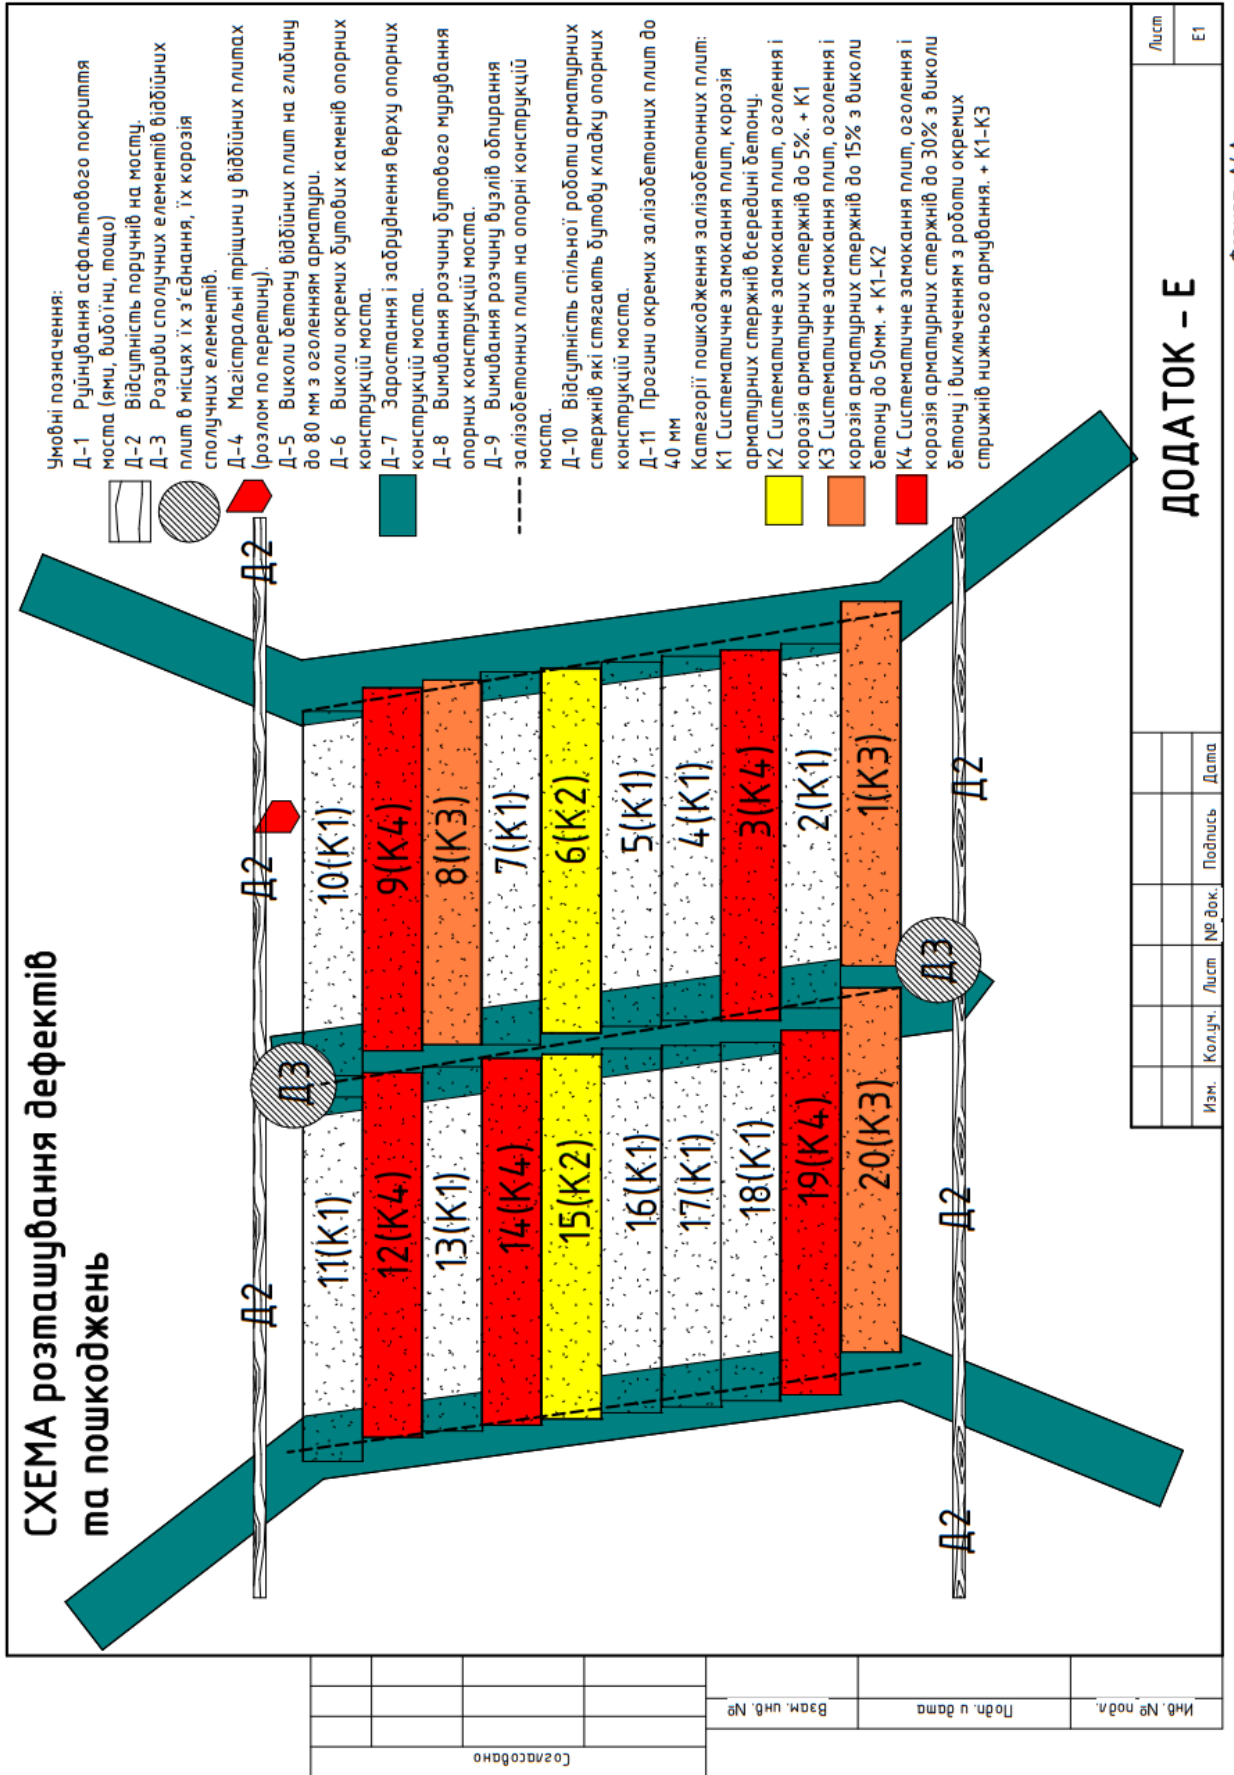 СХЕМА розташування дефектів
та пошкоджень
Умовні позначення:
Д-1 Руйнування асфальтового покриття
моста (ями, вибоїни, тощо)
Д-2 Відсутність поручнів на мосту.
Д-3 Розриви сполучних елементів відбійних
плит в місцях їх з'єднання, їх корозія
сполучних елементів.
Д-4 Магістральні тріщини у відбійних плитах
(розлом по перетину).
Д-5 Виколи бетону відбійних плит на глибину
до 80 мм з оголенням арматури.
Д-6 Виколи окремих бутових каменів опорних
конструкцій моста.
Д-7 Заростання і забруднення верху опорних
конструкцій моста.
Д-8 Вимивання розчину бутового мурування
опорних конструкцій моста.
Д-9 Вимивання розчину вузлів обпирання
залізобетонних плит на опорні конструкцій
моста.
Д-10 Відсутність спільної роботи арматурних
стержнів які стягають бутову кладку опорних
конструкцій моста.
Д-11 Прогини окремих залізобетонних плит до
40 мм
Категорії пошкодження залізобетонних плит:
К1 Систематичне замокання плит, корозія
арматурних стержнів всередині бетону.
К2 Систематичне замокання плит, оголення і
корозія арматурних стержнів до 5%. + К1
К3 Систематичне замокання плит, оголення і
корозія арматурних стержнів до 15% з виколи
бетону до 50мм. + К1-К2
К4 Систематичне замокання плит, оголення і
корозія арматурних стержнів до 30% з виколи
бетону і виключенням з роботи окремих
стрижнів нижнього армування. + К1-К3
Д2
Д2
Д2
Д3
11(К1)
10(К1)
12(К4)
9(К4)
13(К1)
8(К3)
14(К4)
7(К1)
15(К2)
6(К2)
16(К1)
5(К1)
17(К1)
4(К1)
18(К1)
3(К4)
19(К4)
2(К1)
20(К3)
1(К3)
Д3
Д2
Д2
Д2
ДОДАТОК - Е
Лист
Е1
Изм. Кол.уч. Лист № док. Подпись Дата
Согласовано
Взам. инв. №
Подп. и дата
Инв. № подл.